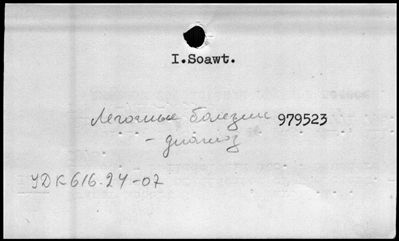 I.Soawt.
Легочные болезни 979523
- диагноз
УДК 616.24-07